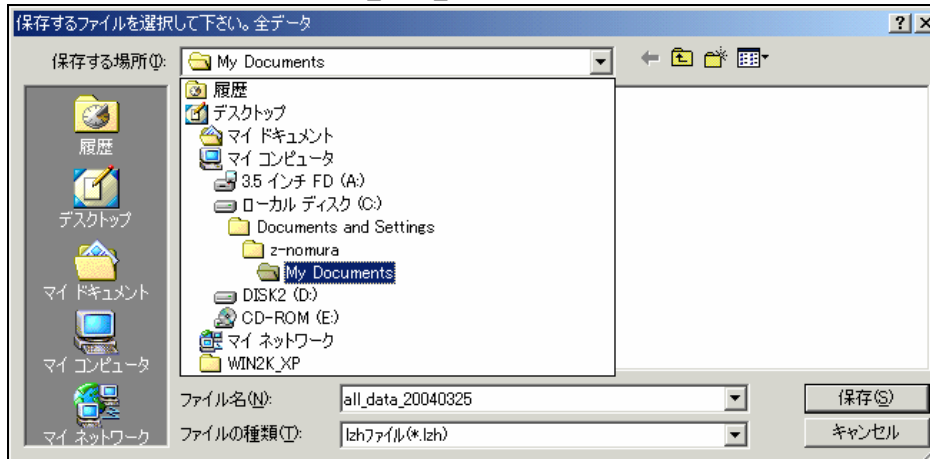 保存するファイルを選択して下さい。全データ
保存する場所(I):
My Documents
履歴
デスクトップ
マイ ドキュメント
マイ コンピュータ
3.5 インチ FD (A:)
ローカル ディスク (C:)
Documents and Settings
z-nomura
My Documents
DISK2 (D:)
CD-ROM (E:)
マイ ネットワーク
WIN2K_XP
履歴
デスクトップ
マイ ドキュメント
マイ コンピュータ
マイ ネットワーク
ファイル名(N):
all_data_20040325
保存(S)
ファイルの種類(T):
lzhファイル(*.lzh)
キャンセル